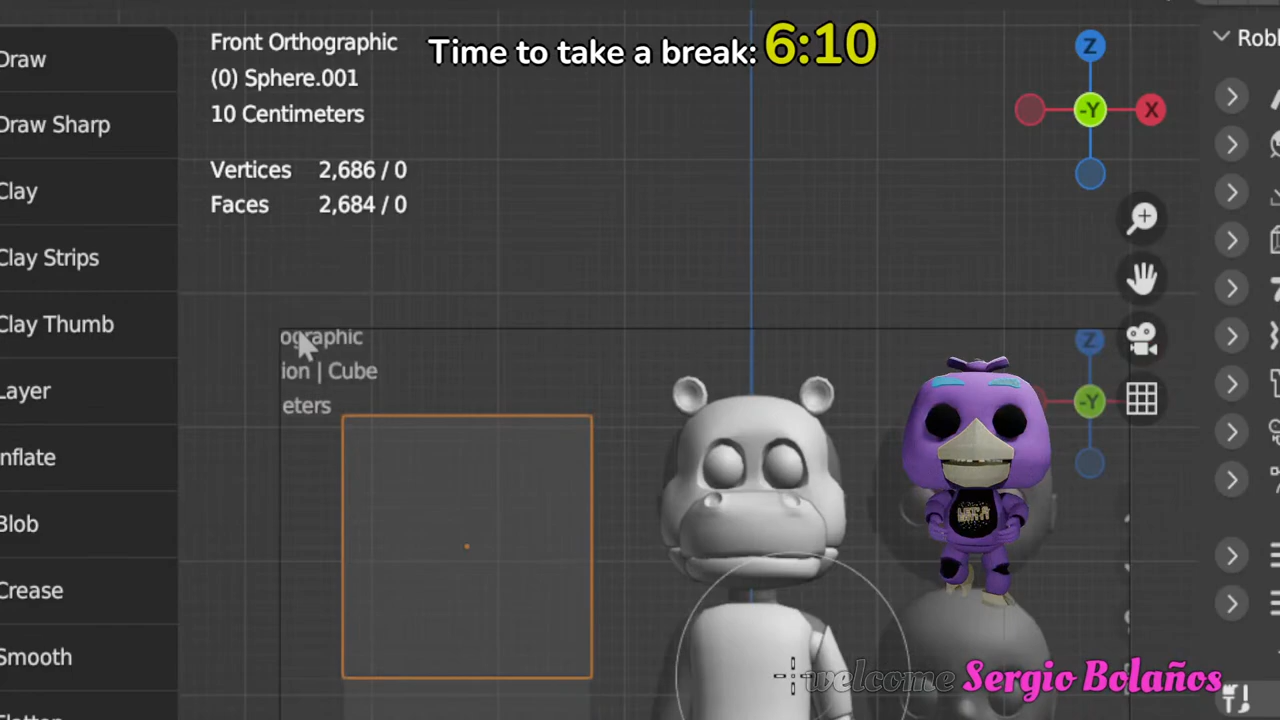 Time to take a break: 6:10
Front Orthographic
(0) Sphere.001
10 Centimeters
Vertices 2,686 / 0
Faces 2,684 / 0
Draw
Draw Sharp
Clay
Clay Strips
Clay Thumb
Layer
nflate
Blob
Crease
Smooth
Z
-Y
X
Robl
ographic
ion | Cube
eters
Z
-Y
welcome Sergio Bolaños